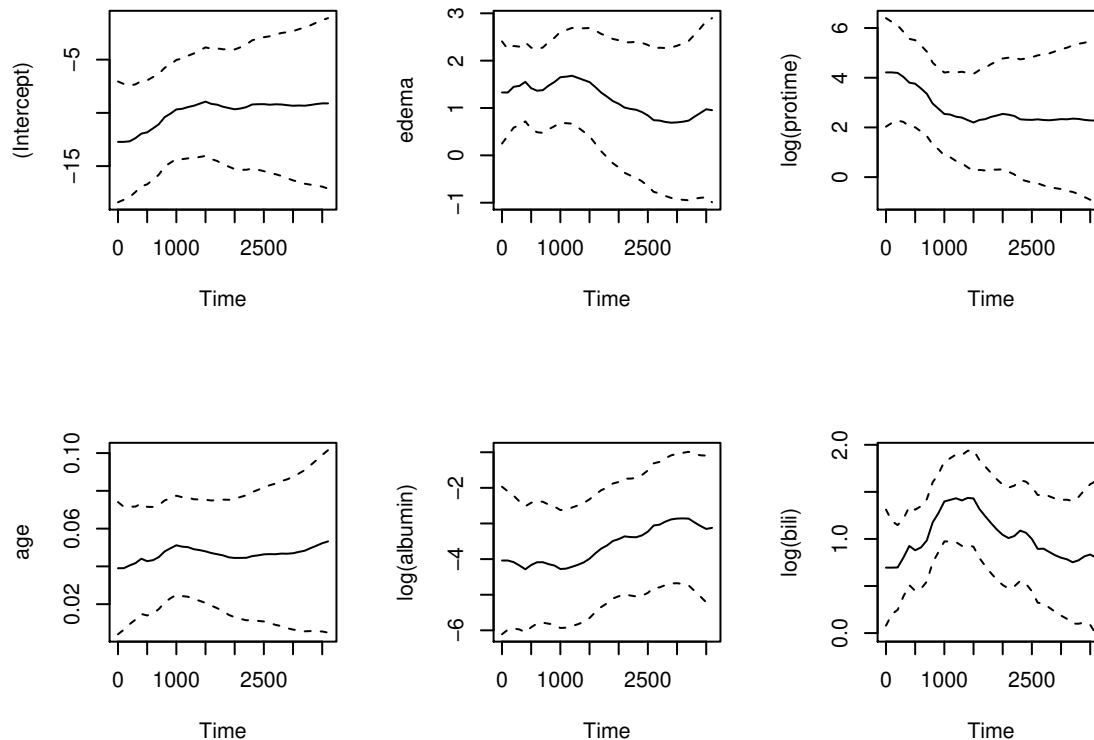 (Intercept)
-5
-15
0 1000 2500
Time
edema
3
2
1
0
-1
0 1000 2500
Time
log(protime)
6
4
2
0
0 1000 2500
Time
age
0.10
0.06
0.02
0 1000 2500
Time
log(albumin)
-2
-4
-6
0 1000 2500
Time
log(bili)
2.0
1.0
0.0
0 1000 2500
Time